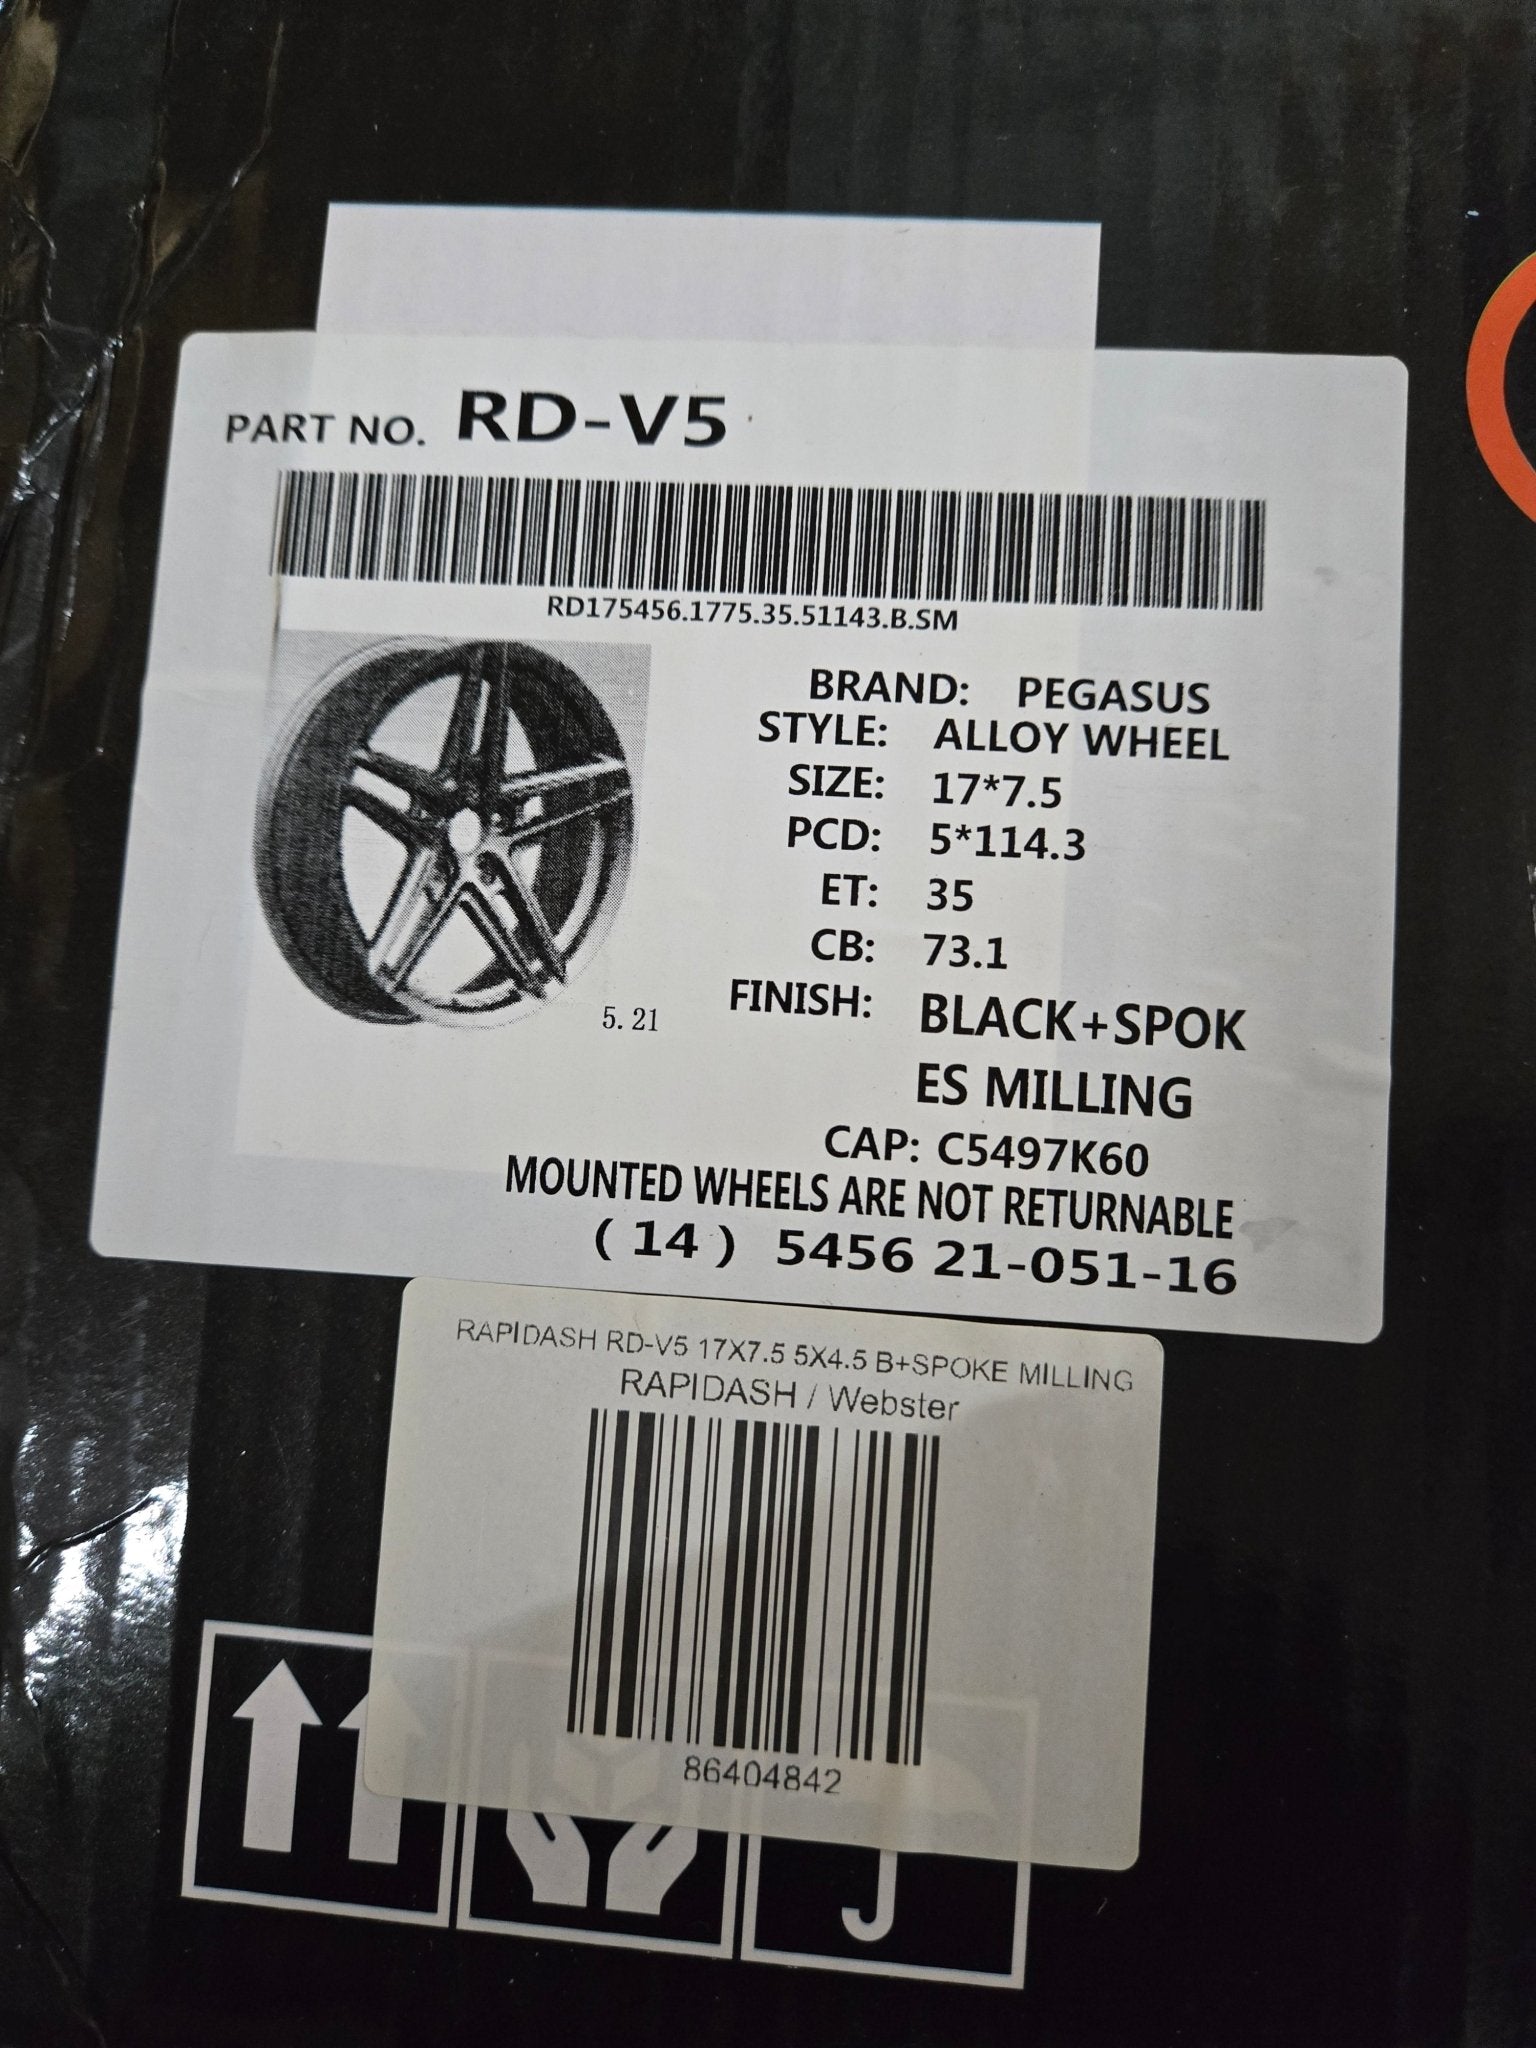 PART NO. RD-V5
RD175456.1775.35.51143.B.SM
BRAND: PEGASUS
STYLE: ALLOY WHEEL
SIZE: 17*7.5
PCD: 5*114.3
ET: 35
CB: 73.1
FINISH: BLACK+SPOK
ES MILLING
5.21
CAP: C5497K60
MOUNTED WHEELS ARE NOT RETURNABLE
(14) 5456 21-051-16
RAPIDASH RD-V5 17X7.5 5X4.5 B+SPOKE MILLING
RAPIDASH / Webster
86404842